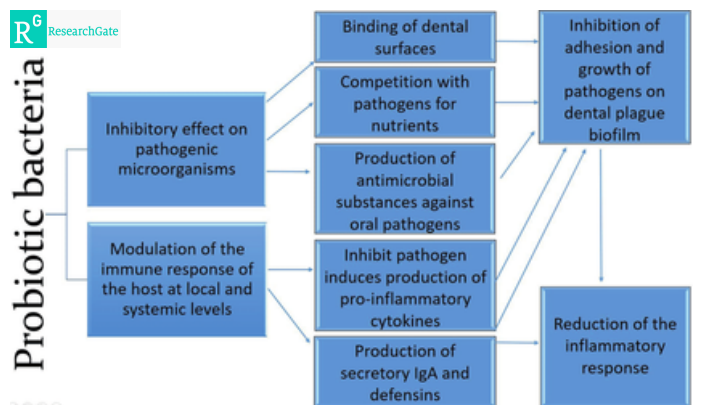 RG
ResearchGate
Probiotic bacteria
Inhibitory effect on
pathogenic
microorganisms
Modulation of the
immune response of
the host at local and
systemic levels
Binding of dental
surfaces
Competition with
pathogens for
nutrients
Production of
antimicrobial
substances against
oral pathogens
Inhibit pathogen
induces production of
pro-inflammatory
cytokines
Production of
secretory IgA and
defensins
Inhibition of
adhesion and
growth of
pathogens on
dental plague
biofilm
Reduction of the
inflammatory
response